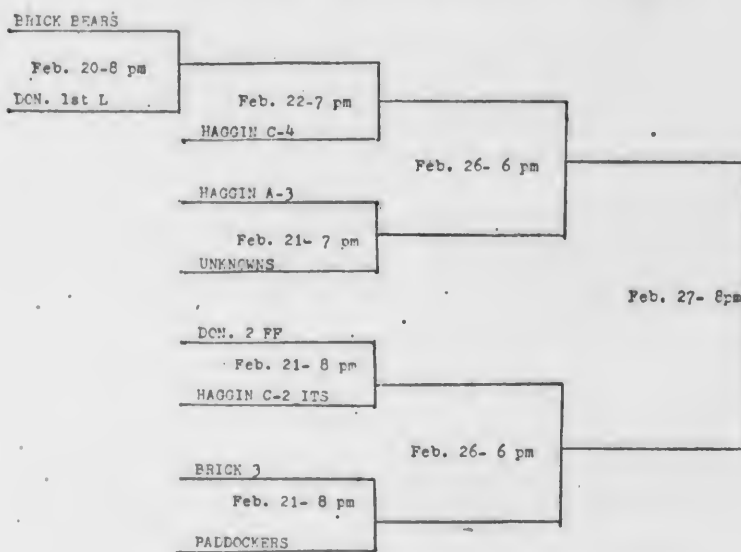 BRICK BEARS
Feb. 20-8 pm
DON. 1st L
Feb. 22-7 pm
HAGGIN C-4
Feb. 26- 6 pm
HAGGIN A-3
Feb. 21- 7 pm
UNKNOWNS
Feb. 27- 8pm
DON. 2 FF
Feb. 21- 8 pm
HAGGIN C-2 ITS
Feb. 26- 6 pm
BRICK 3
Feb. 21- 8 pm
PADDOCKERS